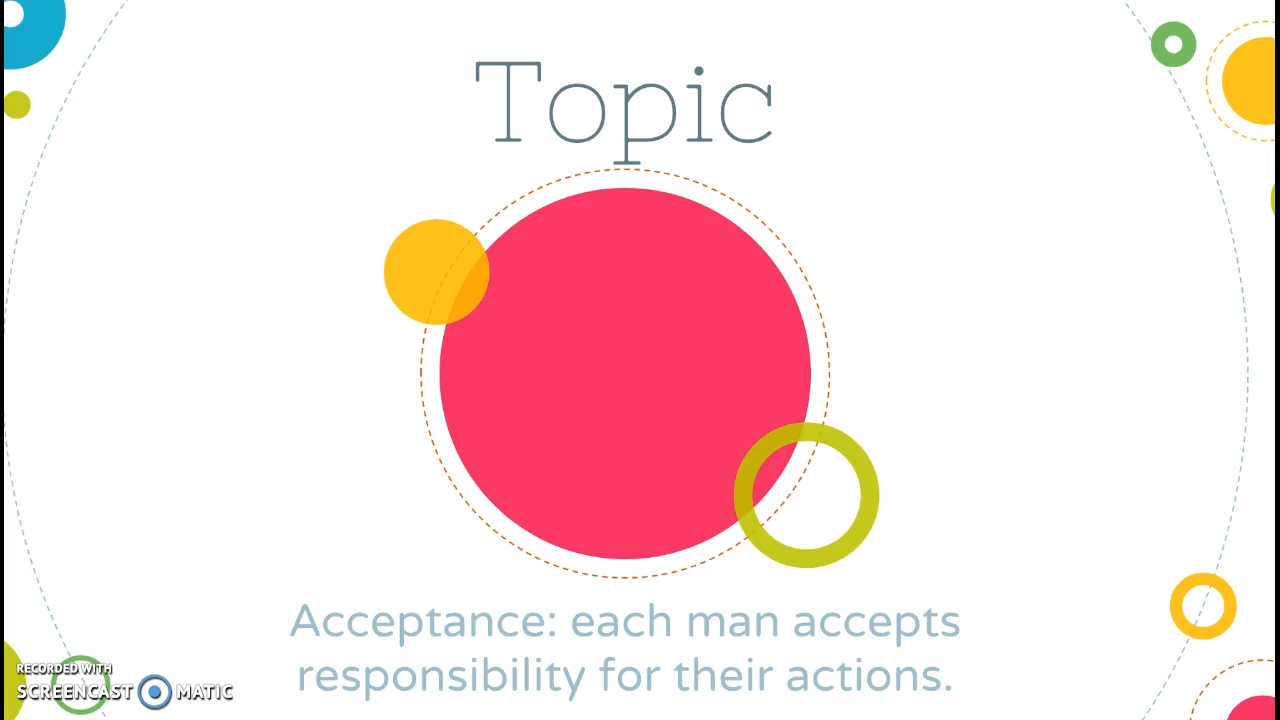 Topic
Acceptance: each man accepts
responsibility for their actions.
RECORDED WITH
SCREENCAST MATIC